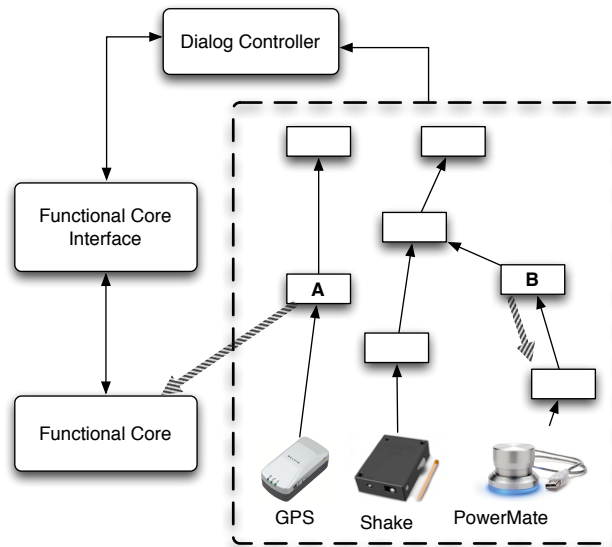 Dialog Controller
Functional Core
Interface
A
B
Functional Core
GPS
Shake
PowerMate